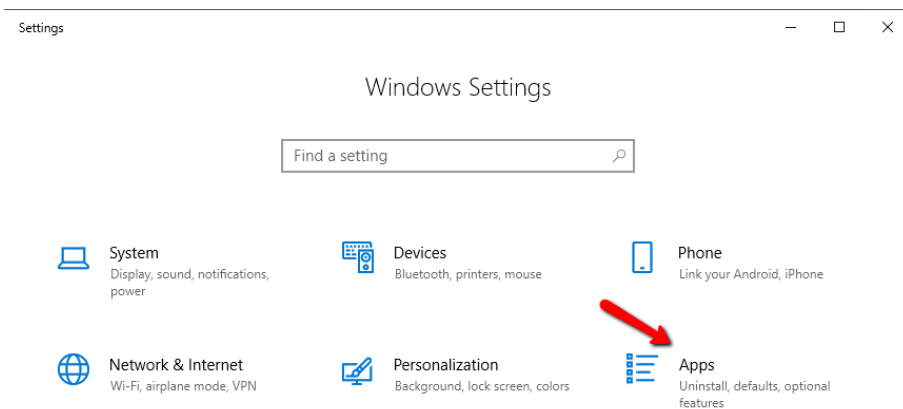 Settings
Windows Settings
Find a setting
System
Display, sound, notifications,
power
Devices
Bluetooth, printers, mouse
Phone
Link your Android, iPhone
Network & Internet
Wi-Fi, airplane mode, VPN
Personalization
Background, lock screen, colors
Apps
Uninstall, defaults, optional
features